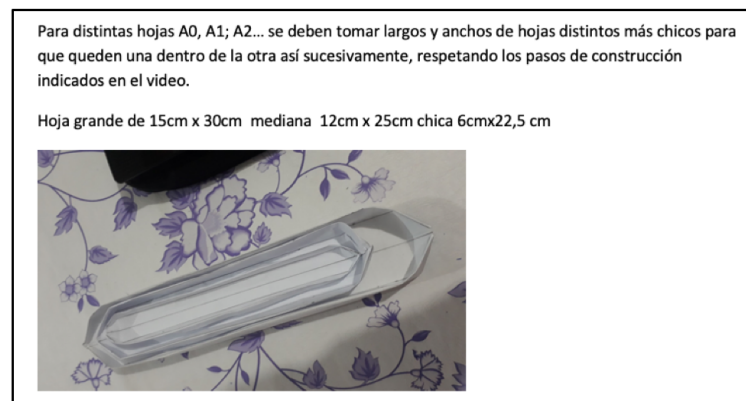 Para distintas hojas A0, A1; A2... se deben tomar largos y anchos de hojas distintos más chicos para
que queden una dentro de la otra así sucesivamente, respetando los pasos de construcción
indicados en el video.
Hoja grande de 15cm x 30cm  mediana  12cm x 25cm chica 6cmx22,5 cm